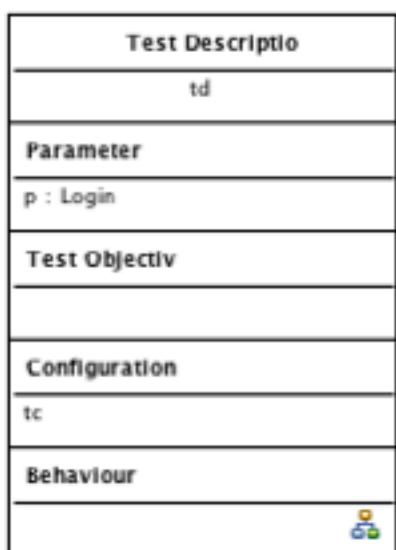 Test Descriptio
td
Parameter
p : Login
Test Objectiv
Configuration
tc
Behaviour